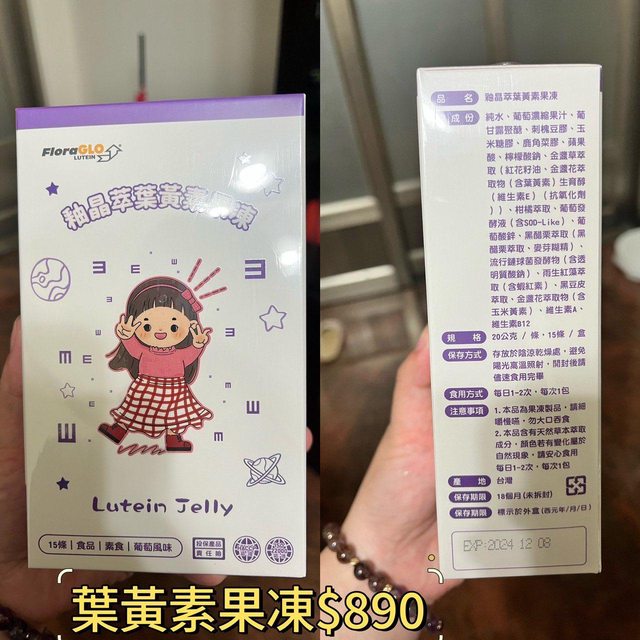 FloraGLO
LUTEIN
釉晶萃葉黃素果凍
Lutein Jelly
15條 | 食品 | 素食 | 葡萄風味
投保產品
責任險
品名 釉晶萃葉黃素果凍
成份 純水、葡萄濃縮果汁、葡
甘露聚醣、刺槐豆膠、玉
米糖膠、鹿角菜膠、蘋果
酸、檸檬酸鈉、金盞草萃
取(紅花籽油、金盞花萃
取物(含葉黃素)生育醇
(維生素E)(抗氧化劑
))、柑橘萃取、葡萄發
酵液(含SOD-Like)、葡
萄酸鋅、黑醋栗萃取(黑
醋栗萃取、麥芽糊精)、
流行鏈球菌發酵物(含透
明質酸鈉)、雨生紅藻萃
取(含蝦紅素)、黑豆皮
萃取、金盞花萃取物(含
玉米黃素)、維生素A、
維生素B12
規格 20公克/條,15條/盒
保存方式 存放於陰涼乾燥處,避免
陽光高溫照射,開封後請
儘速食用完畢
食用方式 每日1-2次,每次1包
注意事項 1.本品為果凍製品,請細
嚼慢嚥,勿大口吞食
2.本品含有天然草本萃取
成分,顏色若有變化屬於
自然現象,請安心食用
每日1-2次,每次1包
產地 台灣
保存期限 18個月(未拆封)
保存期限 標示於外盒(西元年/月/日)
EXP:2024 12 08
葉黃素果凍$890